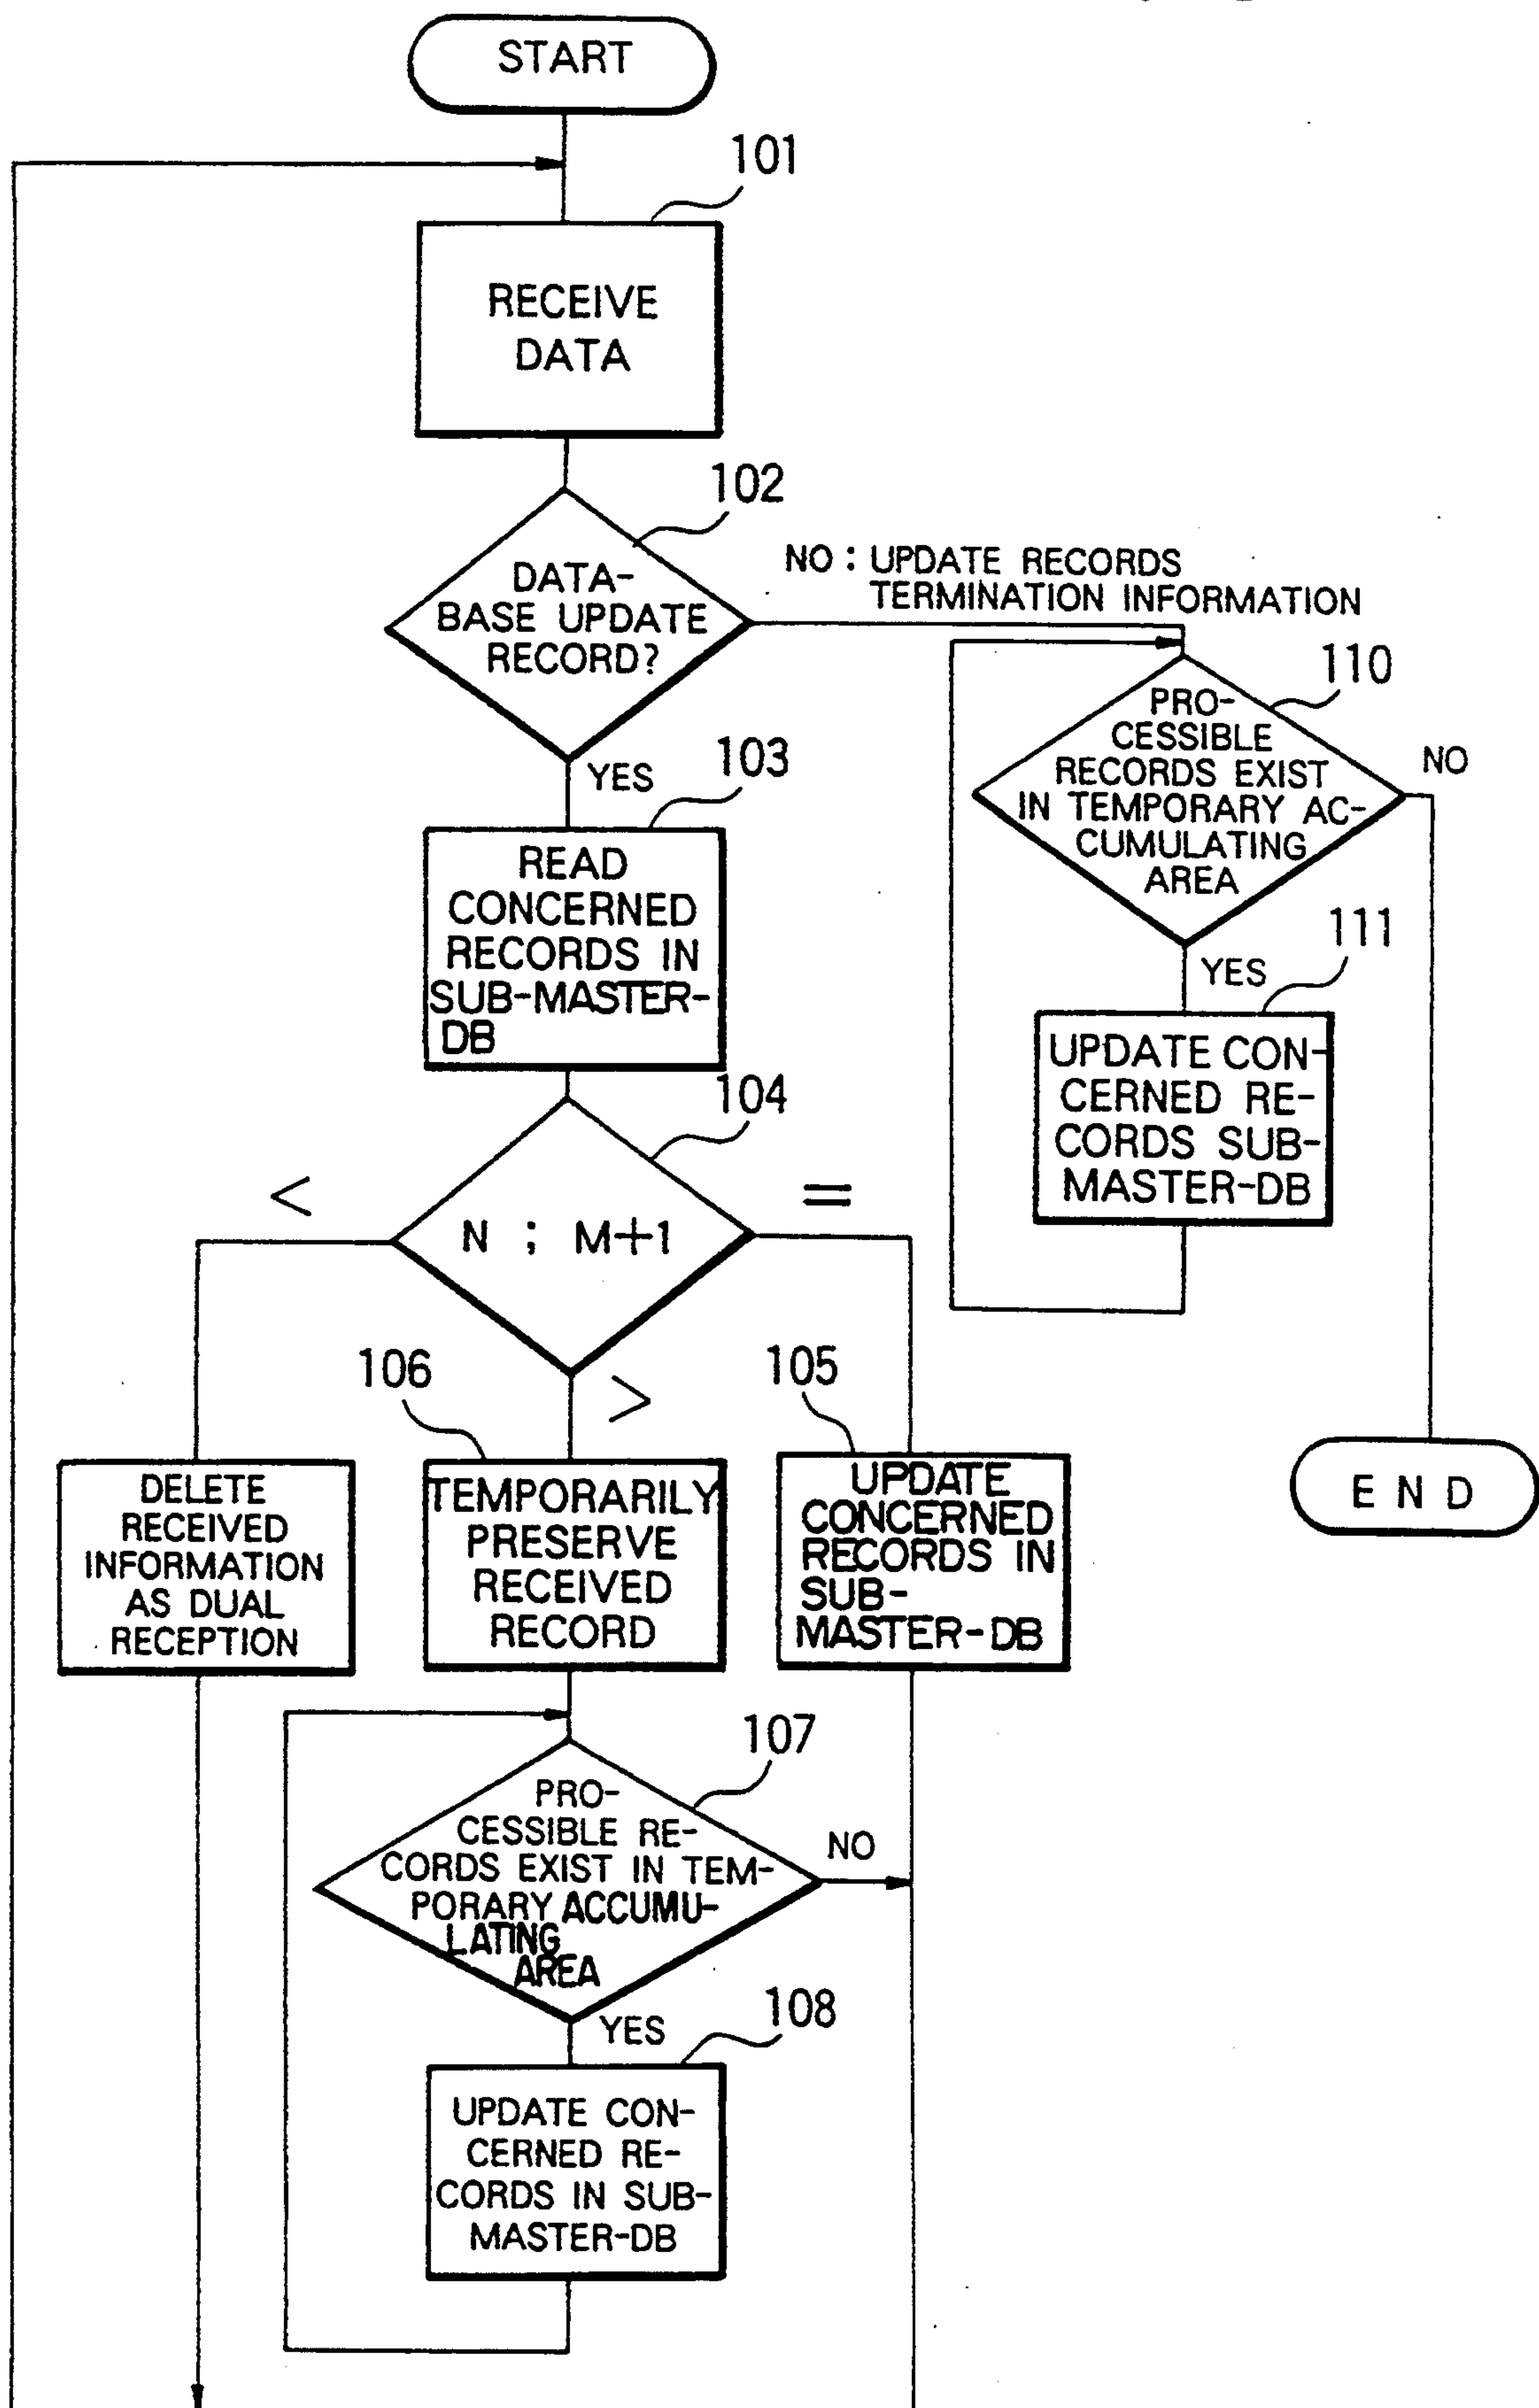 START
101
RECEIVE
DATA
102
DATA-
BASE UPDATE
RECORD?
NO : UPDATE RECORDS
TERMINATION INFORMATION
YES
103
READ
CONCERNED
RECORDS IN
SUB-MASTER-
DB
110
PRO-
CESSIBLE
RECORDS EXIST
IN TEMPORARY AC-
CUMULATING
AREA
NO
YES
111
UPDATE CON-
CERNED RE-
CORDS SUB-
MASTER-DB
104
N ; M+1
<
=
>
END
DELETE
RECEIVED
INFORMATION
AS DUAL
RECEPTION
106
TEMPORARILY
PRESERVE
RECEIVED
RECORD
105
UPDATE
CONCERNED
RECORDS IN
SUB-
MASTER-DB
107
PRO-
CESSIBLE RE-
CORDS EXIST IN TEM-
PORARY ACCUMU-
LATING
AREA
NO
YES
108
UPDATE CON-
CERNED RE-
CORDS IN SUB-
MASTER-DB